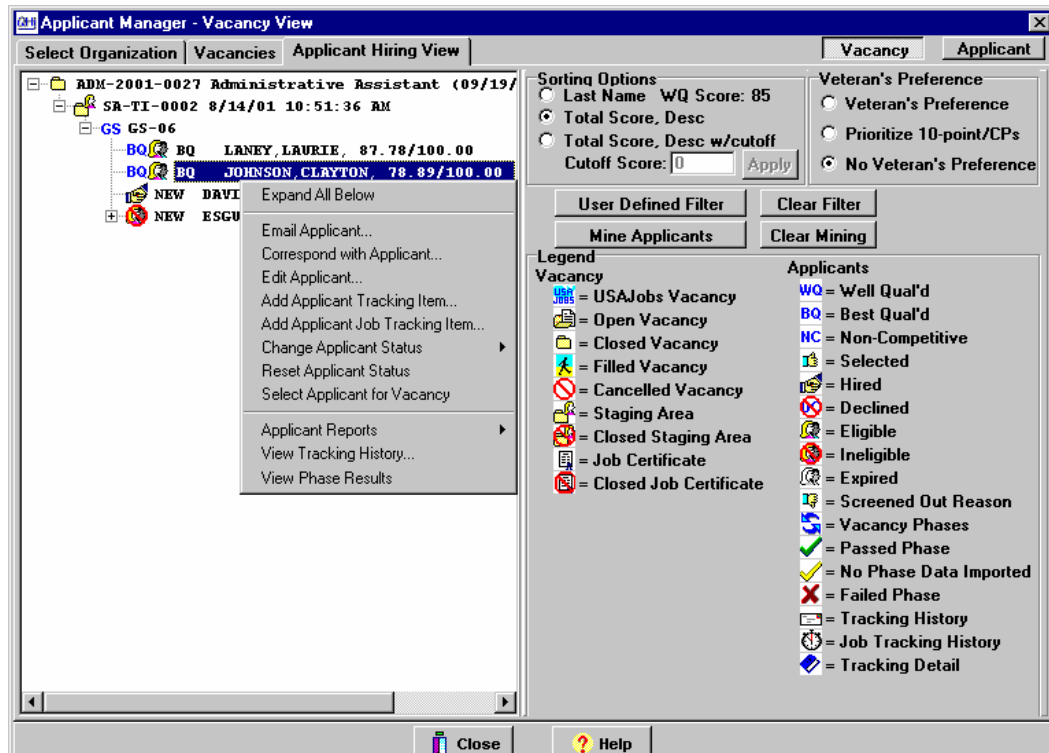 QHi Applicant Manager - Vacancy View
Select Organization Vacancies Applicant Hiring View Vacancy Applicant
ADM-2001-0027 Administrative Assistant (09/19/
SA-TI-0002 8/14/01 10:51:36 AM
GS GS-06
BQ BQ LANEY,LAURIE, 87.78/100.00
BQ BQ JOHNSON,CLAYTON, 78.89/100.00
NEW DAVI
NEW ESGU
Expand All Below
Email Applicant...
Correspond with Applicant...
Edit Applicant...
Add Applicant Tracking Item...
Add Applicant Job Tracking Item...
Change Applicant Status
Reset Applicant Status
Select Applicant for Vacancy
Applicant Reports
View Tracking History...
View Phase Results
Sorting Options
Last Name WQ Score: 85
Total Score, Desc
Total Score, Desc w/cutoff
Cutoff Score: 0 Apply
Veteran's Preference
Veteran's Preference
Prioritize 10-point/CPs
No Veteran's Preference
User Defined Filter Clear Filter
Mine Applicants Clear Mining
Legend
Vacancy
USA JOBS = USAJobs Vacancy
= Open Vacancy
= Closed Vacancy
= Filled Vacancy
= Cancelled Vacancy
= Staging Area
= Closed Staging Area
= Job Certificate
= Closed Job Certificate
Applicants
WQ = Well Qual'd
BQ = Best Qual'd
NC = Non-Competitive
= Selected
= Hired
= Declined
= Eligible
= Ineligible
= Expired
= Screened Out Reason
= Vacancy Phases
= Passed Phase
= No Phase Data Imported
= Failed Phase
= Tracking History
= Job Tracking History
= Tracking Detail
Close ? Help